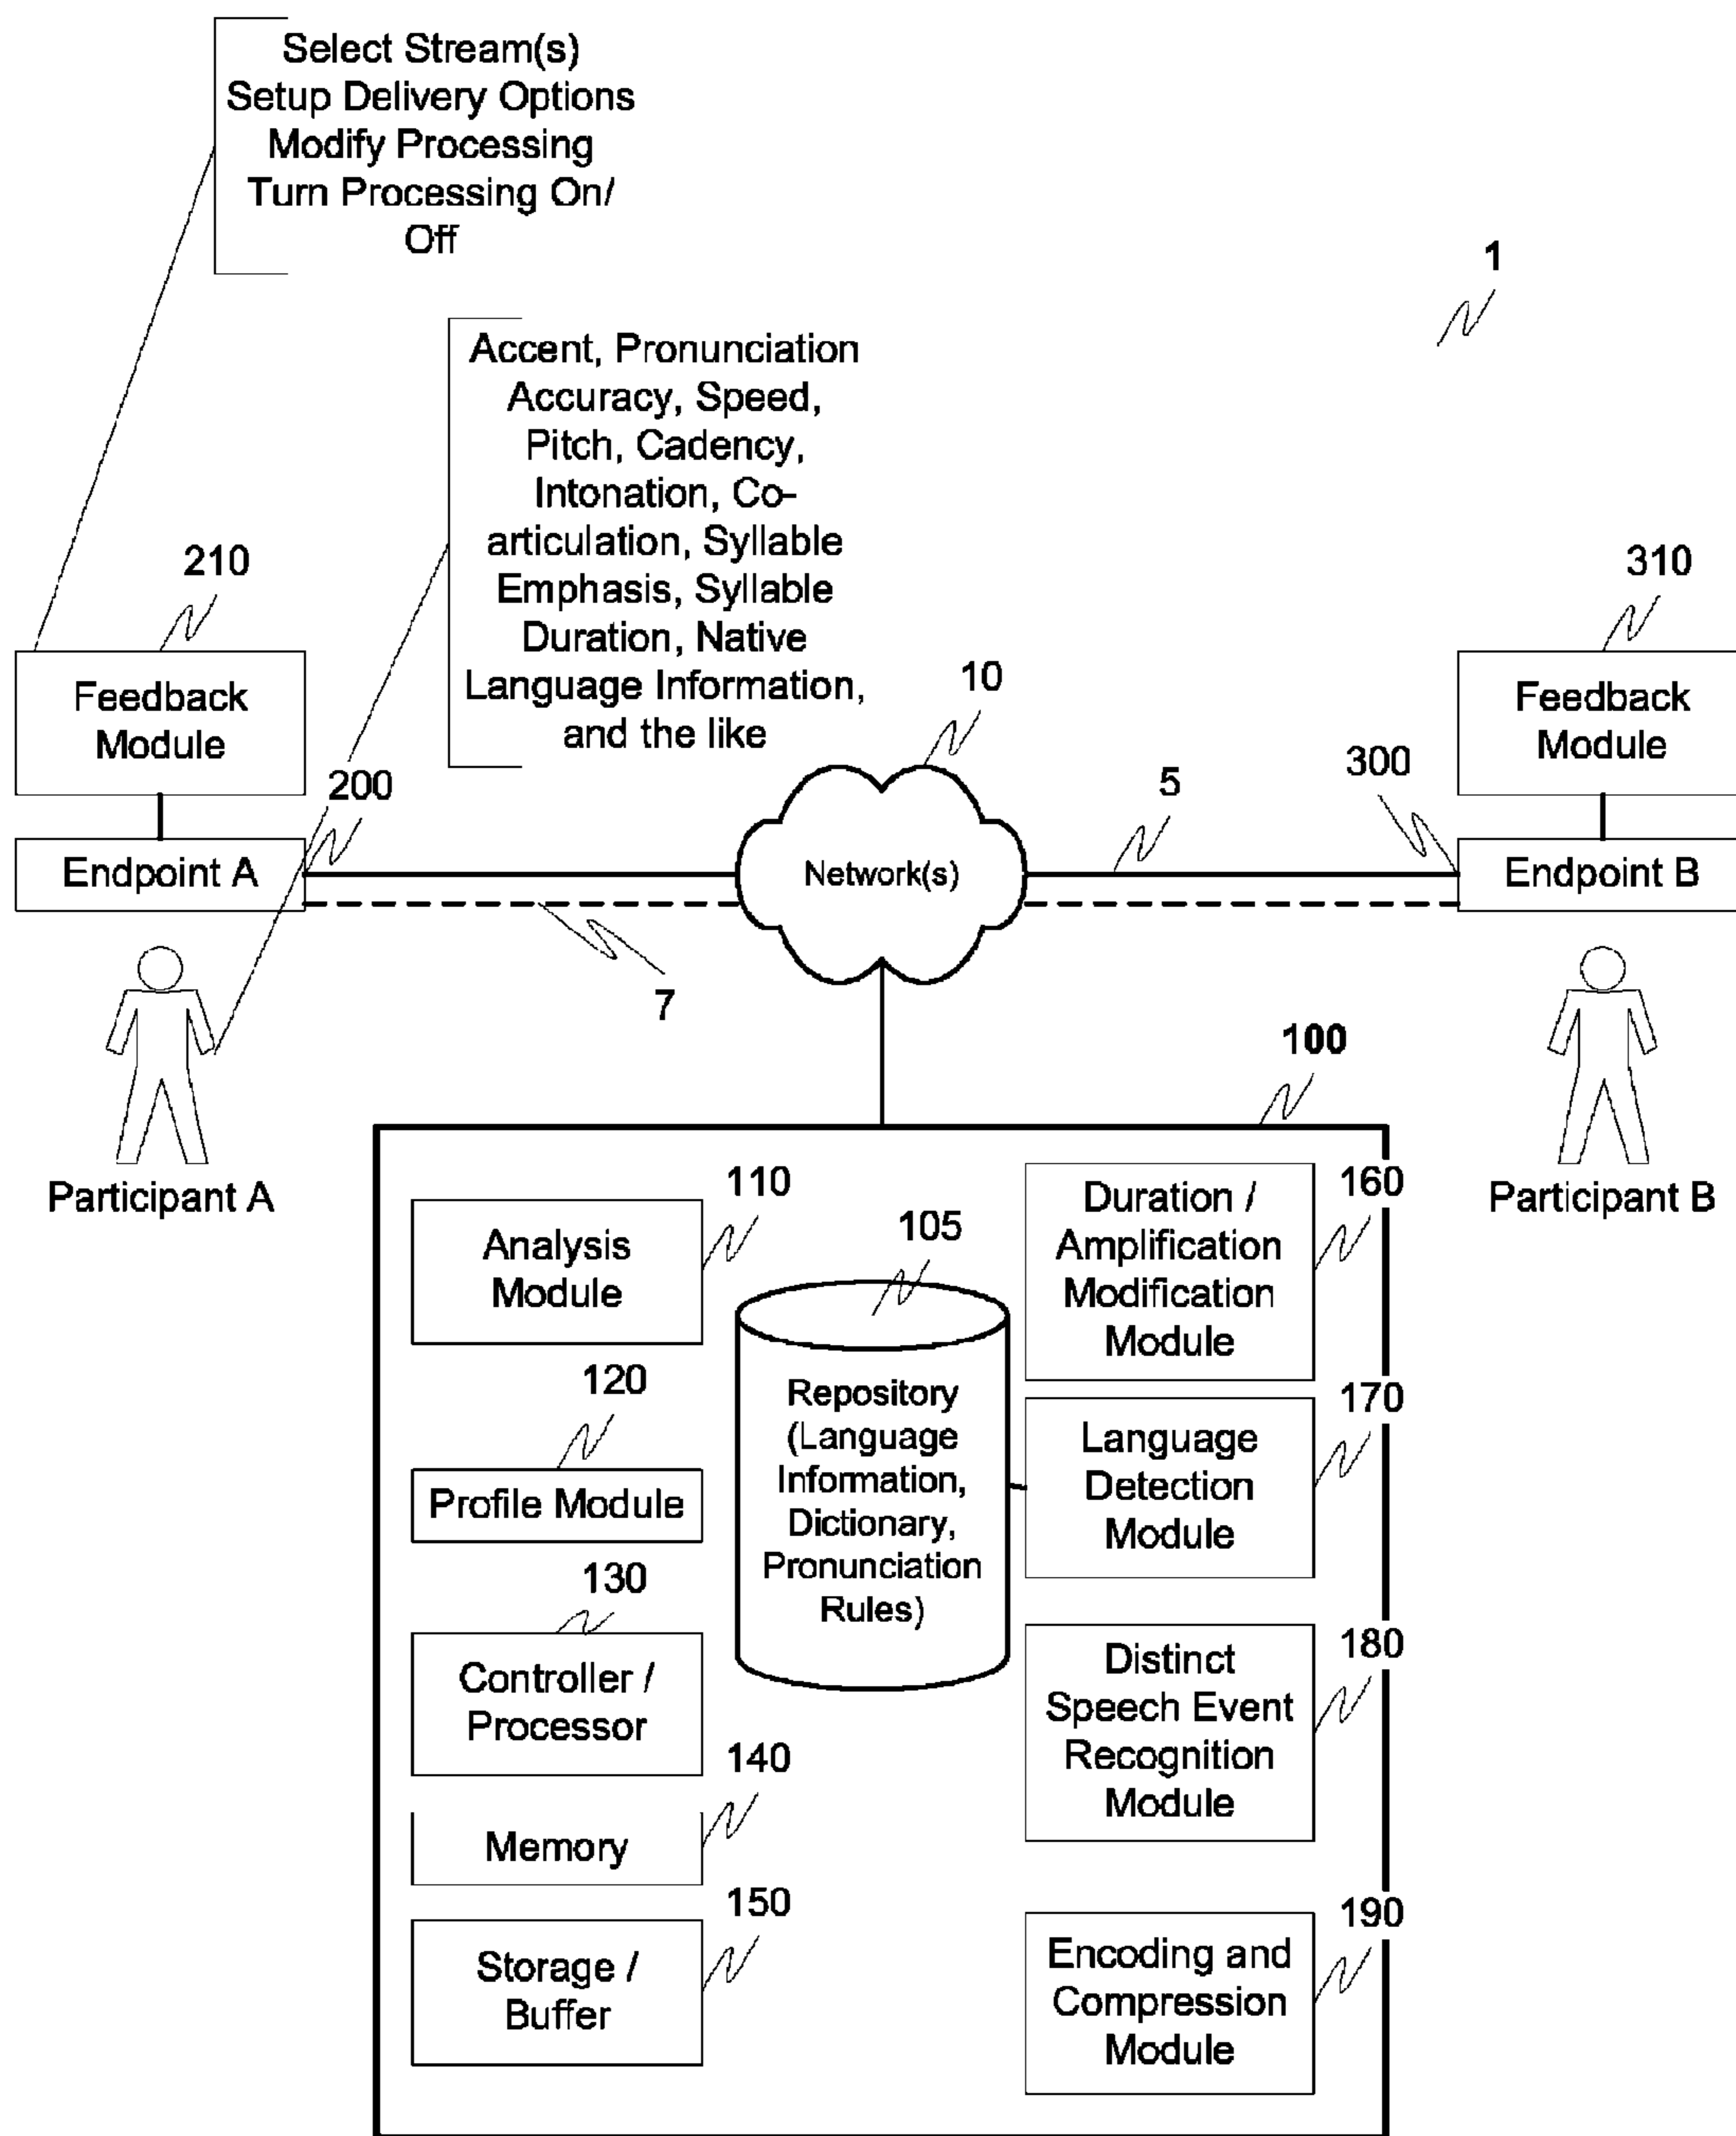 Select Stream(s)
Setup Delivery Options
Modify Processing
Turn Processing On/
Off
1
Accent, Pronunciation
Accuracy, Speed,
Pitch, Cadency,
Intonation, Co-
articulation, Syllable
Emphasis, Syllable
Duration, Native
Language Information,
and the like
210
Feedback
Module
310
Feedback
Module
10
200
5
300
Endpoint A
Network(s)
Endpoint B
7
Participant A
Participant B
100
110
Analysis
Module
120
Profile Module
130
Controller /
Processor
140
Memory
150
Storage /
Buffer
105
Repository
(Language
Information,
Dictionary,
Pronunciation
Rules)
160
Duration /
Amplification
Modification
Module
170
Language
Detection
Module
180
Distinct
Speech Event
Recognition
Module
190
Encoding and
Compression
Module